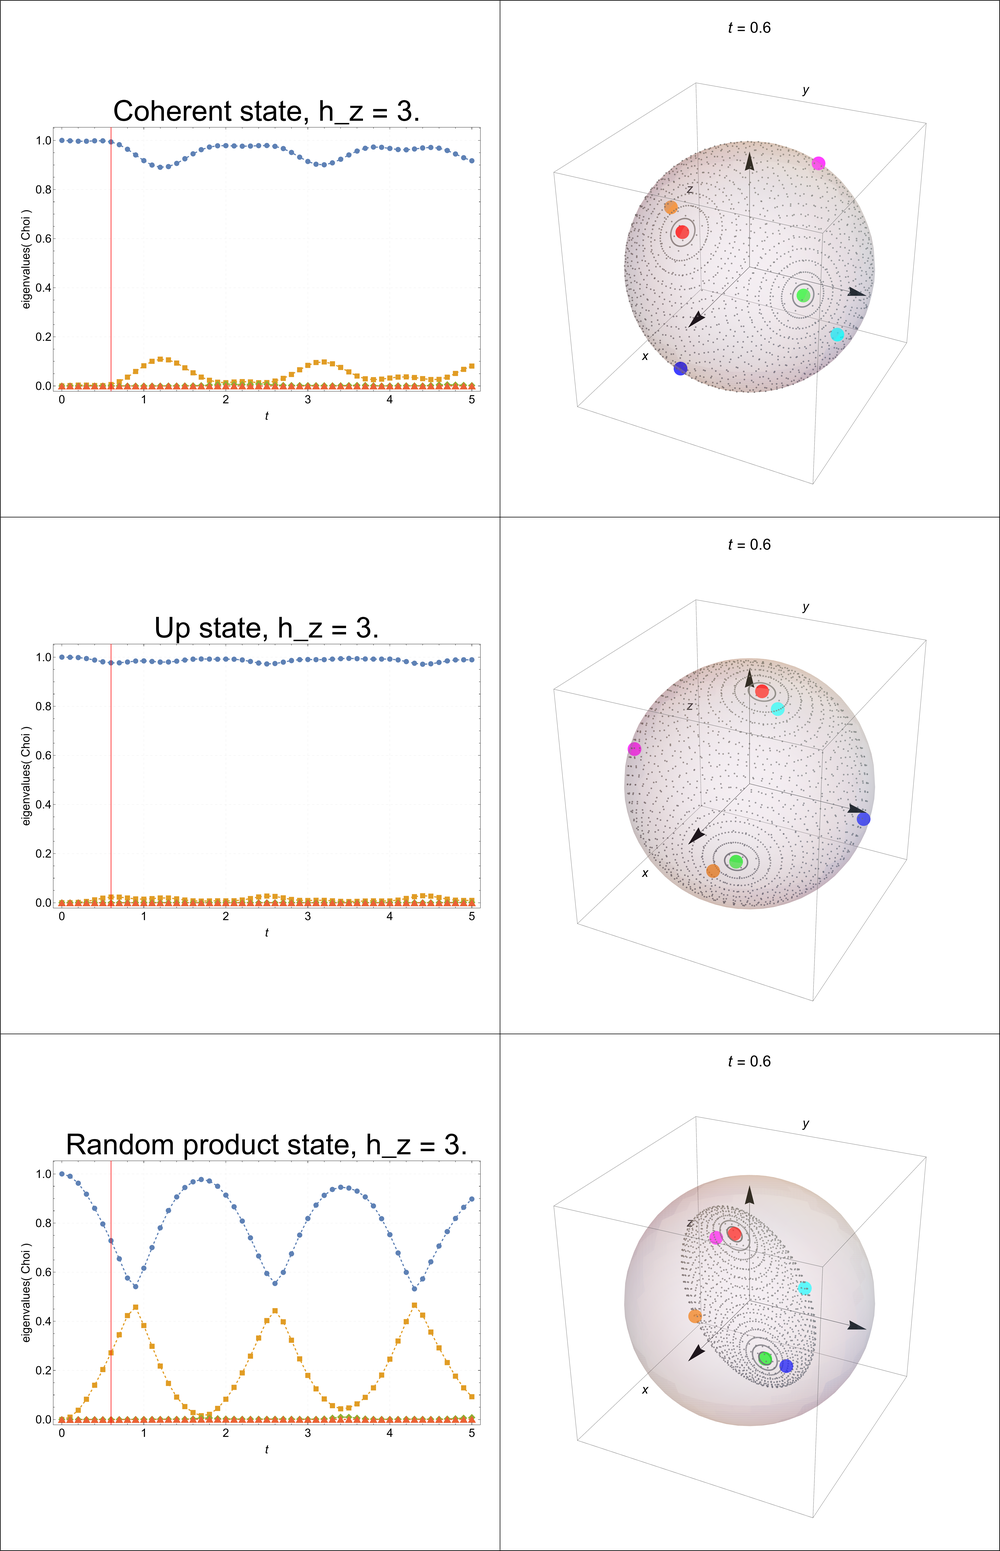 Coherent state, h_z = 3.
eigenvalues( Choi )
1.0
0.8
0.6
0.4
0.2
0.0
0 1 2 3 4 5
t
t = 0.6
y
z
x
Up state, h_z = 3.
eigenvalues( Choi )
1.0
0.8
0.6
0.4
0.2
0.0
0 1 2 3 4 5
t
t = 0.6
y
z
x
Random product state, h_z = 3.
eigenvalues( Choi )
1.0
0.8
0.6
0.4
0.2
0.0
0 1 2 3 4 5
t
t = 0.6
y
z
x